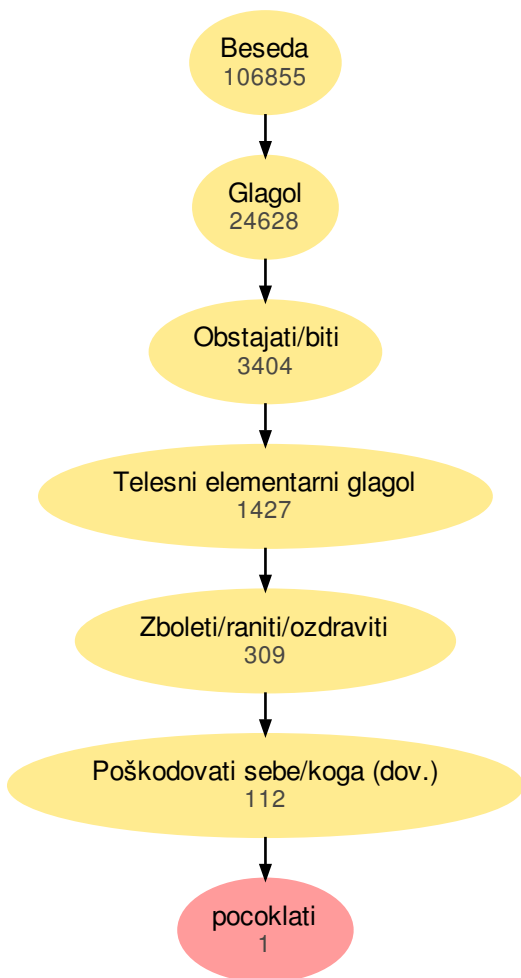 Beseda
106855
Glagol
24628
Obstajati/biti
3404
Telesni elementarni glagol
1427
Zboleti/raniti/ozdraviti
309
Poškodovati sebe/koga (dov.)
112
pocoklati
1